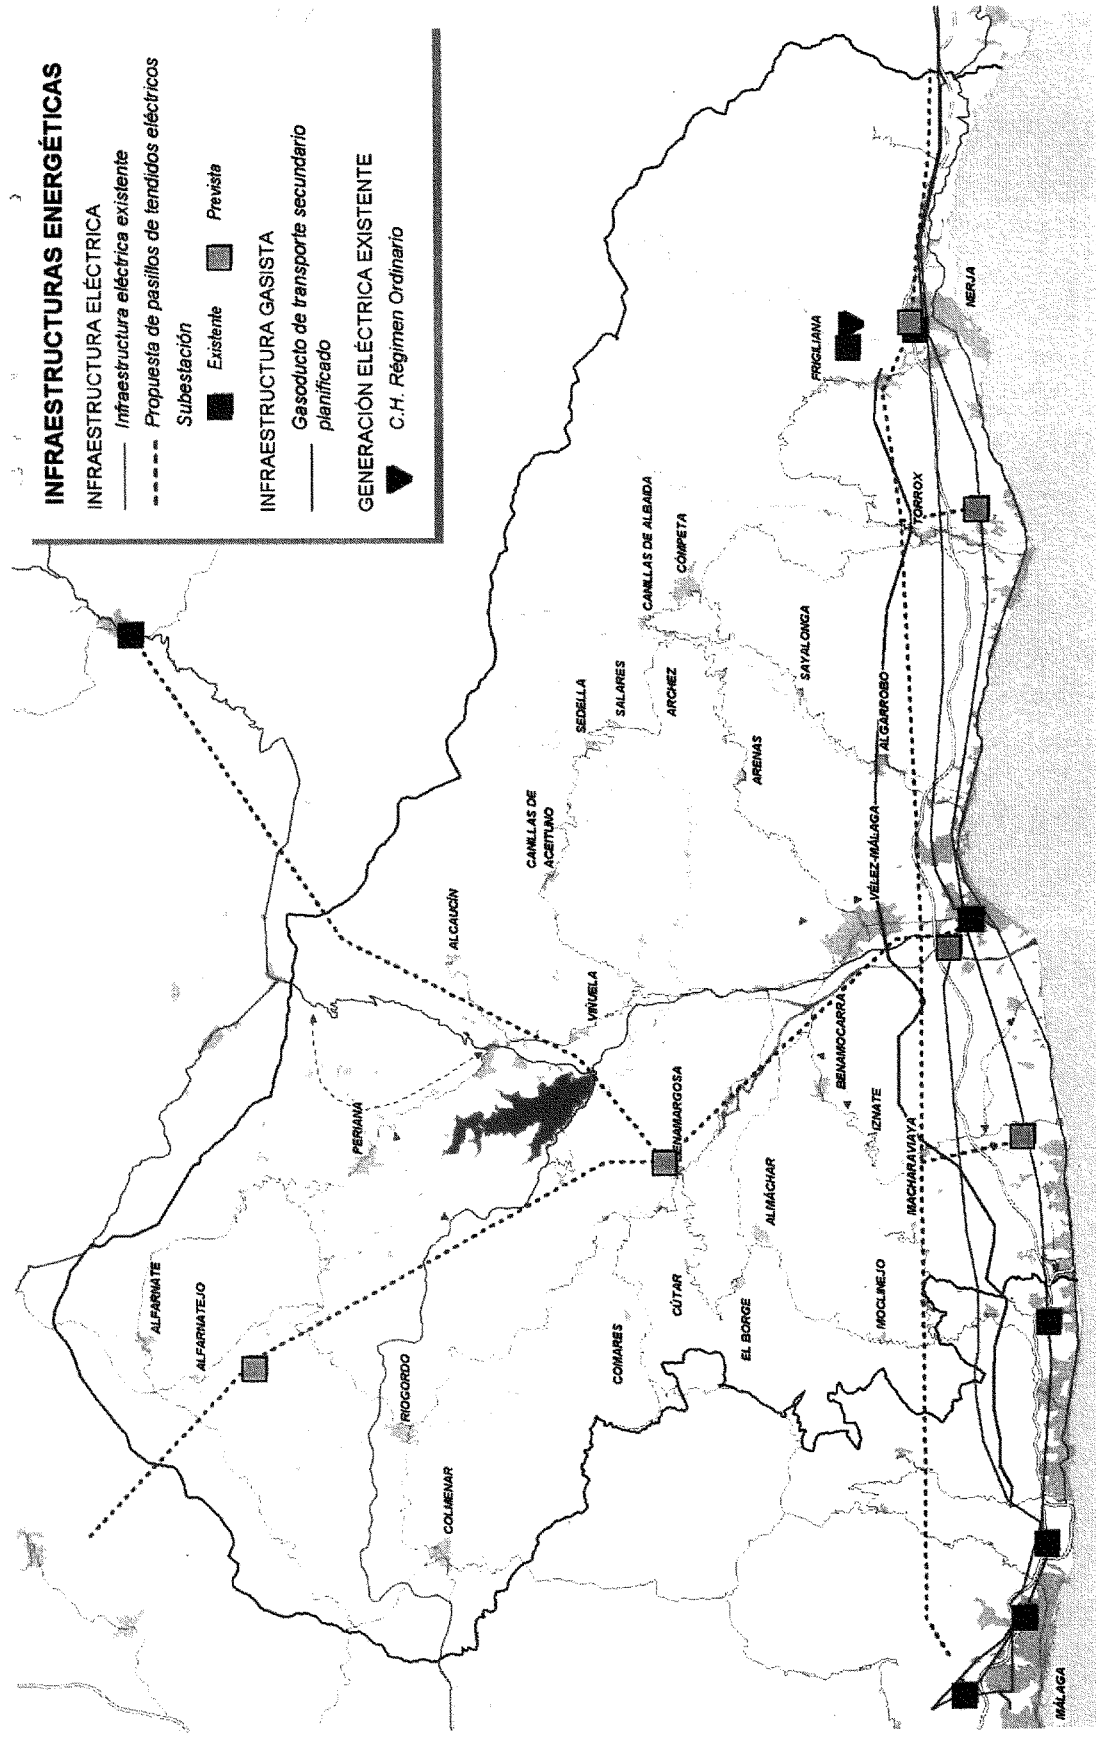 INFRAESTRUCTURAS ENERGÉTICAS
INFRAESTRUCTURA ELÉCTRICA
Infraestructura eléctrica existente
Propuesta de pasillos de tendidos eléctricos
Subestación
Existente
Prevista
INFRAESTRUCTURA GASISTA
Gasoducto de transporte secundario
planificado
GENERACIÓN ELÉCTRICA EXISTENTE
C.H. Régimen Ordinario
ALFARNATE
ALFARNATEJO
PERIANA
RIOGORDO
COLMENAR
ALCAUCÍN
CANILLAS DE
ACEITUNO
SEDELLA
SALARES
CANILLAS DE ALBAIDA
CÓMPETA
ARCHEZ
VIÑUELA
COMARES
CÚTAR
BENAMARGOSA
EL BORGE
ALMÁCHAR
ARENAS
SAYALONGA
FRIGILIANA
BENAMOCARRA
IZNATE
MOCLINEJO
MACHARAVIAYA
VÉLEZ-MÁLAGA
ALGARROBO
TORROX
NERJA
MÁLAGA